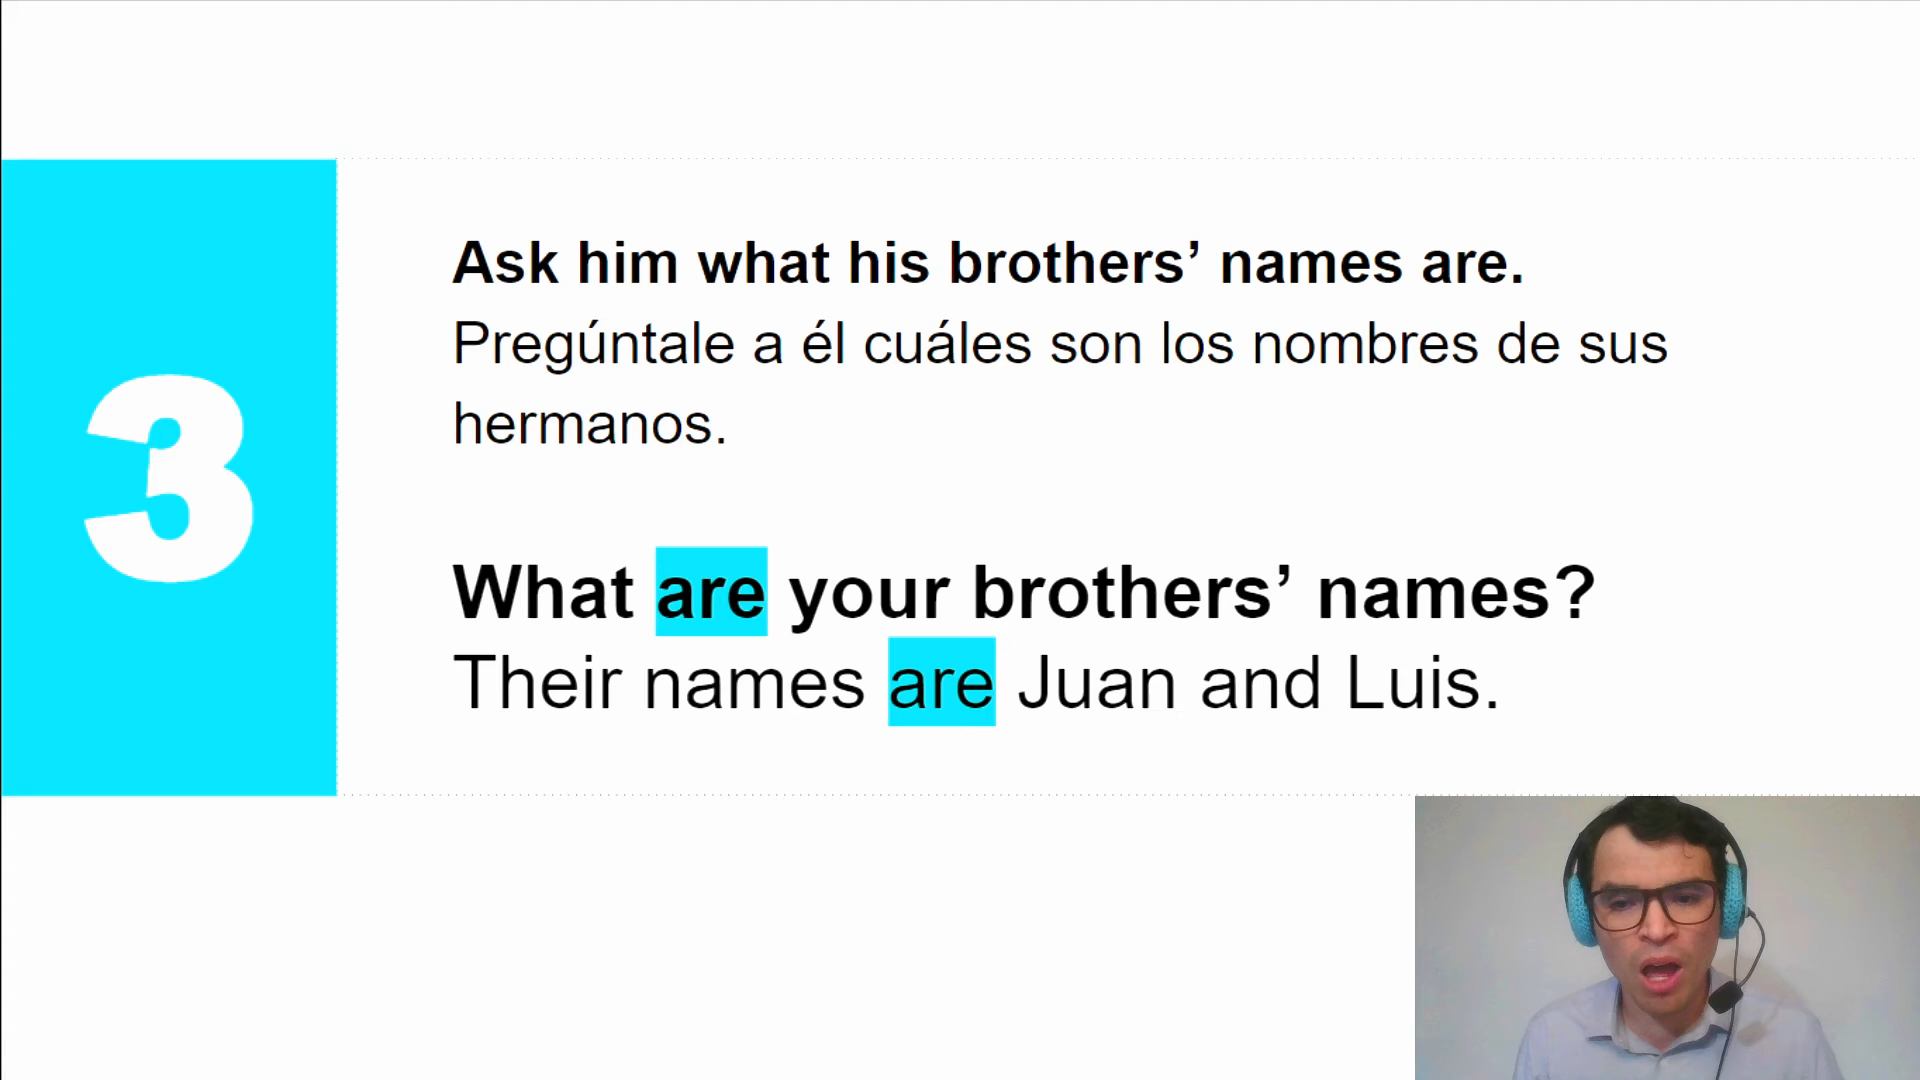 3
Ask him what his brothers’ names are.
Pregúntale a él cuáles son los nombres de sus
hermanos.
What are your brothers’ names?
Their names are Juan and Luis.